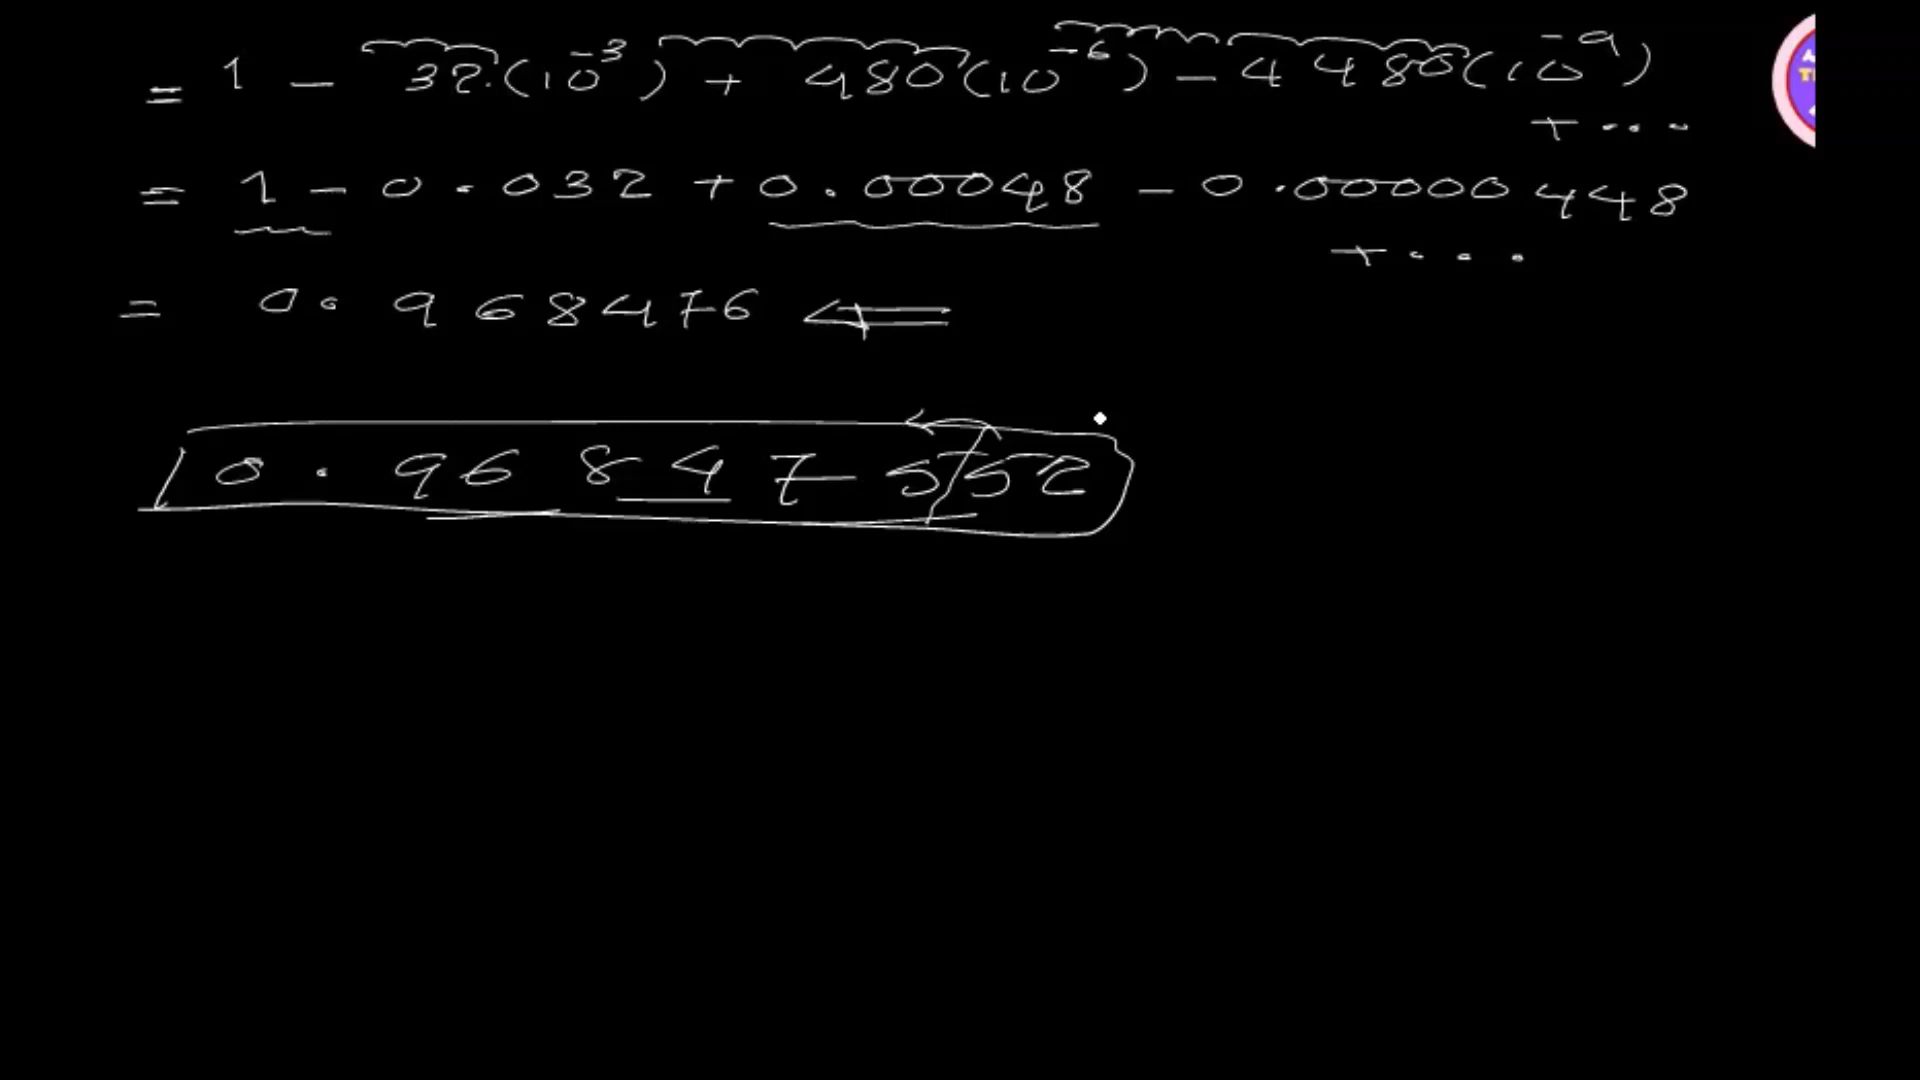 = 1 - 32.(10⁻³) + 480(10⁻⁶) - 4480(10⁻⁹)
+ ...
= 1 - 0.032 + 0.00048 - 0.00000448
+ ...
= 0.968476 ⇐
0.96847552